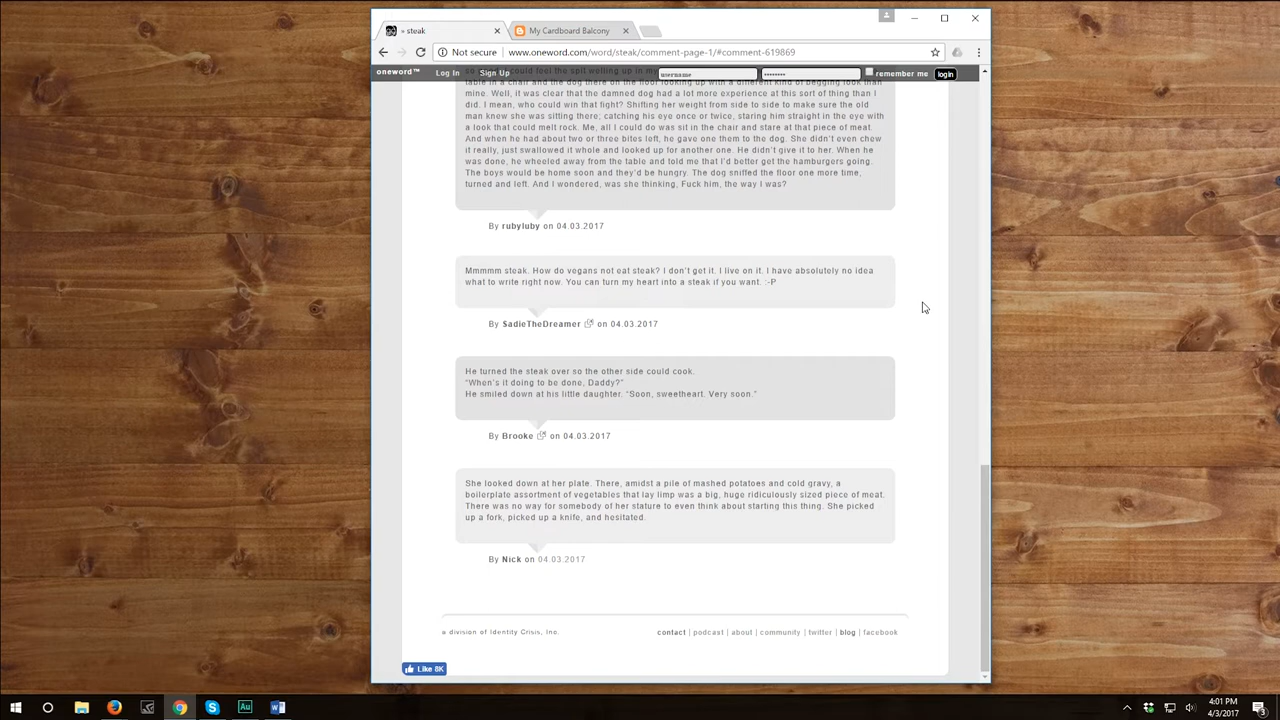 » steak
My Cardboard Balcony
Not secure
www.oneword.com/word/steak/comment-page-1/#comment-619869
oneword™ Log In Sign Up username •••••••• remember me login
could feel the spit welling up in my
table in a chair and the dog there on the floor looking up with a different kind of begging look than
mine. Well, it was clear that the damned dog had a lot more experience at this sort of thing than I
did. I mean, who could win that fight? Shifting her weight from side to side to make sure the old
man knew she was sitting there; catching his eye once or twice, staring him straight in the eye with
a look that could melt rock. Me, all I could do was sit in the chair and stare at that piece of meat.
And when he had about two or three bites left, he gave one them to the dog. She didn't even chew
it really, just swallowed it whole and looked up for another one. He didn't give it to her. When he
was done, he wheeled away from the table and told me that I'd better get the hamburgers going.
The boys would be home soon and they'd be hungry. The dog sniffed the floor one more time,
turned and left. And I wondered, was she thinking, Fuck him, the way I was?
By rubyluby on 04.03.2017
Mmmmm steak. How do vegans not eat steak? I don't get it. I live on it. I have absolutely no idea
what to write right now. You can turn my heart into a steak if you want. :-P
By SadieTheDreamer on 04.03.2017
He turned the steak over so the other side could cook.
“When's it doing to be done, Daddy?”
He smiled down at his little daughter. “Soon, sweetheart. Very soon.”
By Brooke on 04.03.2017
She looked down at her plate. There, amidst a pile of mashed potatoes and cold gravy, a
boilerplate assortment of vegetables that lay limp was a big, huge ridiculously sized piece of meat.
There was no way for somebody of her stature to even think about starting this thing. She picked
up a fork, picked up a knife, and hesitated.
By Nick on 04.03.2017
a division of Identity Crisis, Inc.
contact | podcast | about | community | twitter | blog | facebook
Like 8K
4:01 PM
4/3/2017